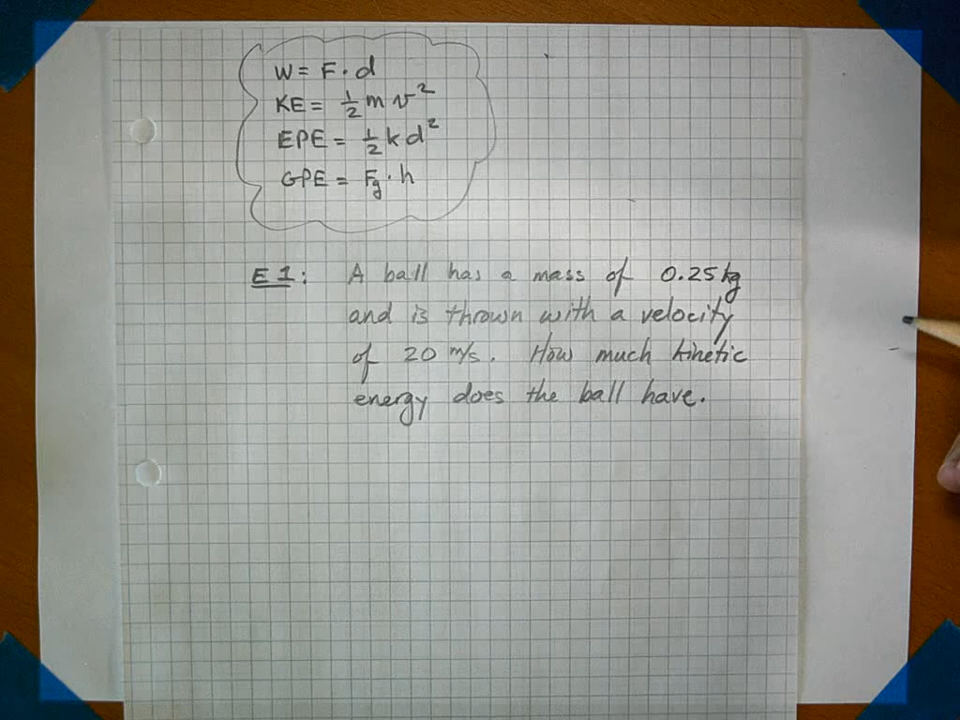 W = F · d
KE = ½ m v²
EPE = ½ k d²
GPE = Fg · h
E1: A ball has a mass of 0.25 kg
and is thrown with a velocity
of 20 m/s. How much kinetic
energy does the ball have.